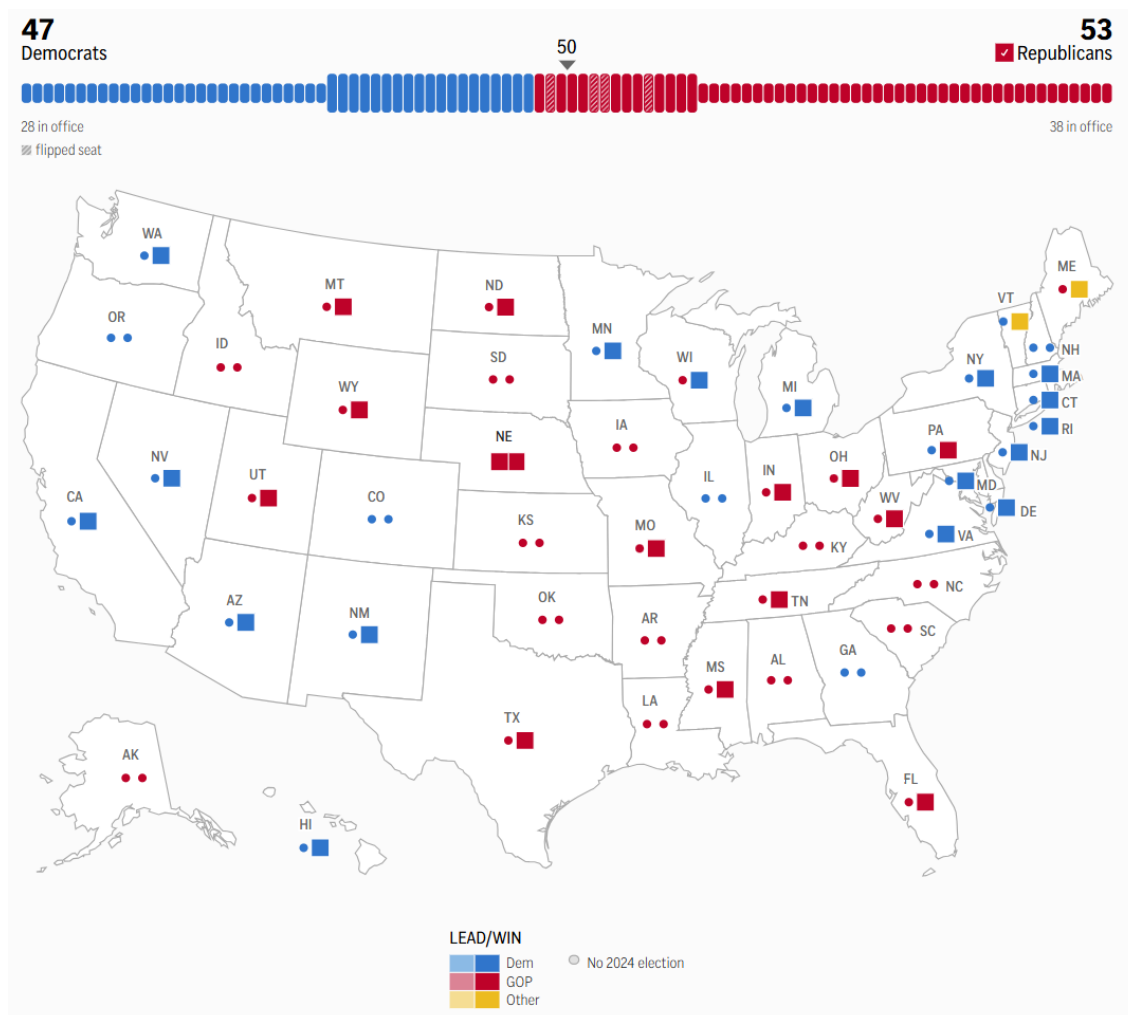 47
Democrats
50
53
Republicans
28 in office
38 in office
flipped seat
WA
MT
ND
ME
VT
OR
MN
ID
SD
WI
NH
NY
MA
WY
MI
CT
IA
RI
NE
PA
NJ
NV
UT
OH
IN
IL
MD
CA
CO
WV
DE
KS
MO
VA
KY
NC
AZ
NM
OK
TN
AR
SC
GA
MS
AL
LA
TX
AK
FL
HI
LEAD/WIN
Dem
No 2024 election
GOP
Other